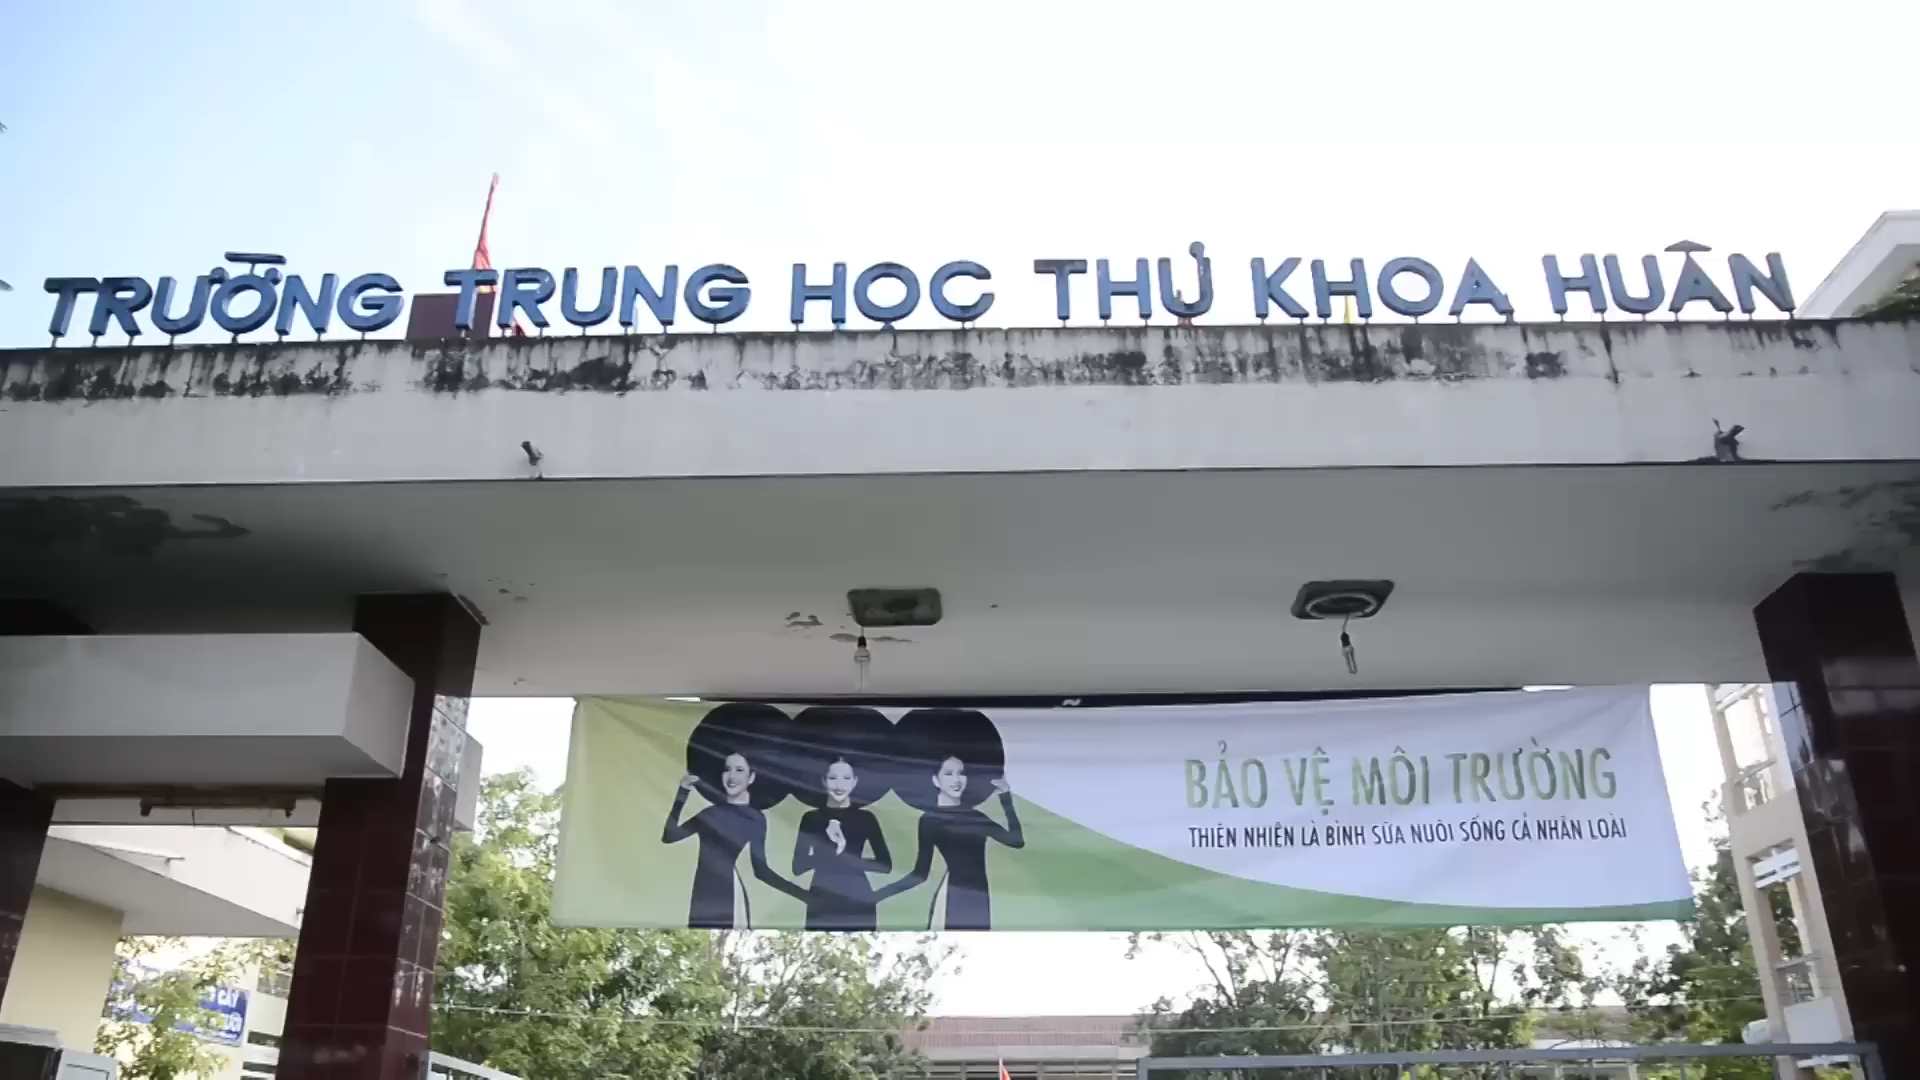 TRƯỜNG TRUNG HỌC THỦ KHOA HUÂN
BẢO VỆ MÔI TRƯỜNG
THIÊN NHIÊN LÀ BÌNH SỮA NUÔI SỐNG CẢ NHÂN LOẠI